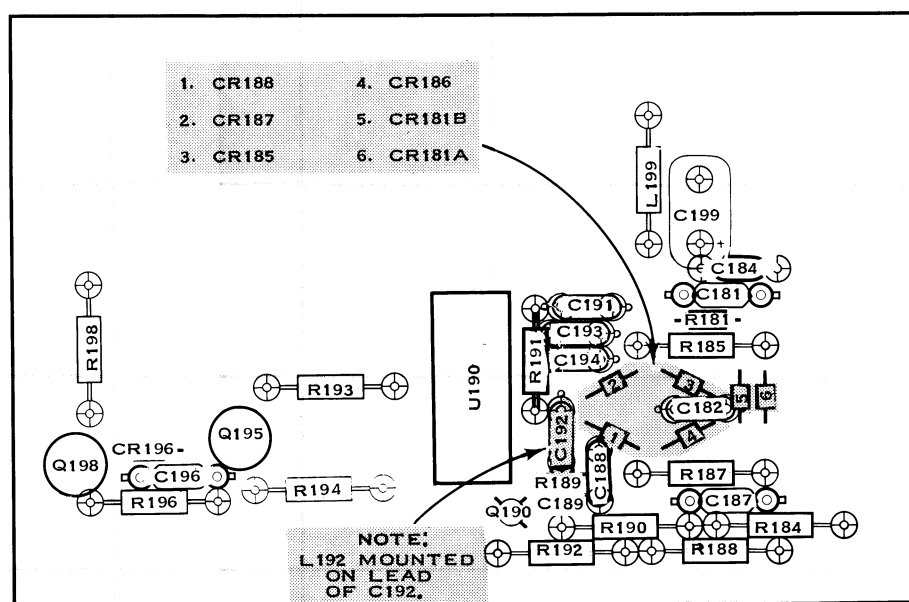 1. CR188
4. CR186
2. CR187
5. CR181B
3. CR185
6. CR181A
L199
C199
+
C184
C181
-R181-
R185
C191
C193
C194
R191
U190
R198
R193
2
3
5
6
C182
1
4
C192
C188
Q195
Q198
CR196-
C196
R196
R194
R189
C189
Q190
R187
C187
R190
R184
R192
R188
NOTE:
L192 MOUNTED
ON LEAD
OF C192.